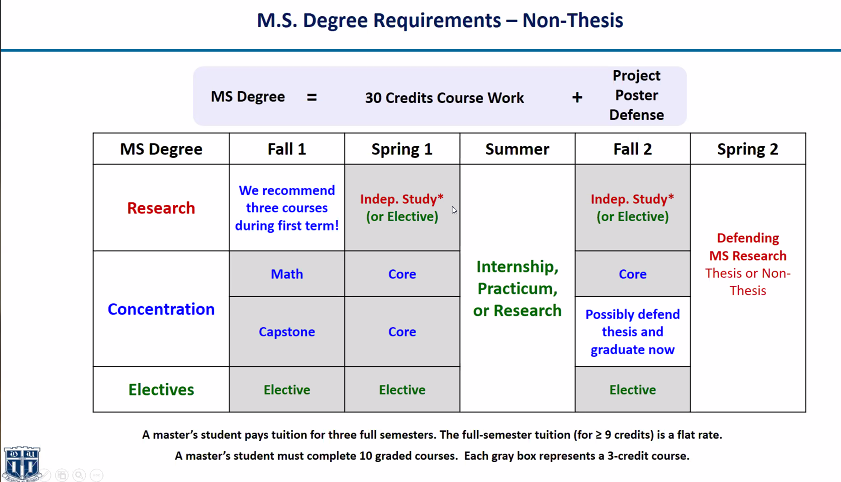 M.S. Degree Requirements – Non-Thesis
MS Degree = 30 Credits Course Work + Project
Poster
Defense
MS Degree Fall 1 Spring 1 Summer Fall 2 Spring 2
Research
We recommend
three courses
during first term!
Indep. Study*
(or Elective)
Internship,
Practicum,
or Research
Indep. Study*
(or Elective)
Defending
MS Research
Thesis or Non-
Thesis
Concentration
Math
Core
Core
Capstone
Core
Possibly defend
thesis and
graduate now
Electives
Elective
Elective
Elective
A master's student pays tuition for three full semesters. The full-semester tuition (for ≥ 9 credits) is a flat rate.
A master's student must complete 10 graded courses. Each gray box represents a 3-credit course.